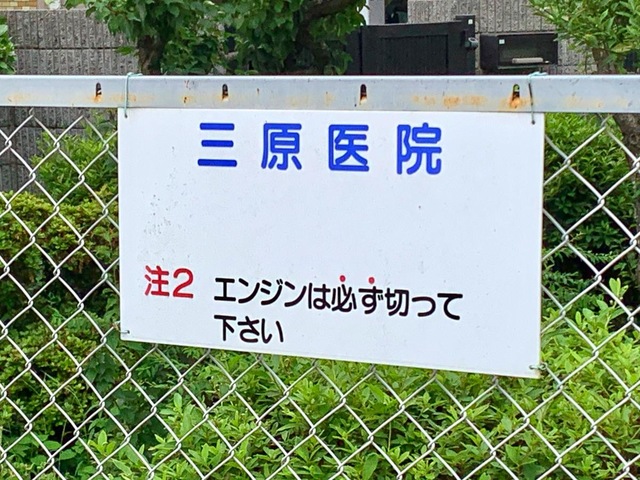 三原医院
注2 エンジンは必ず切って
下さい